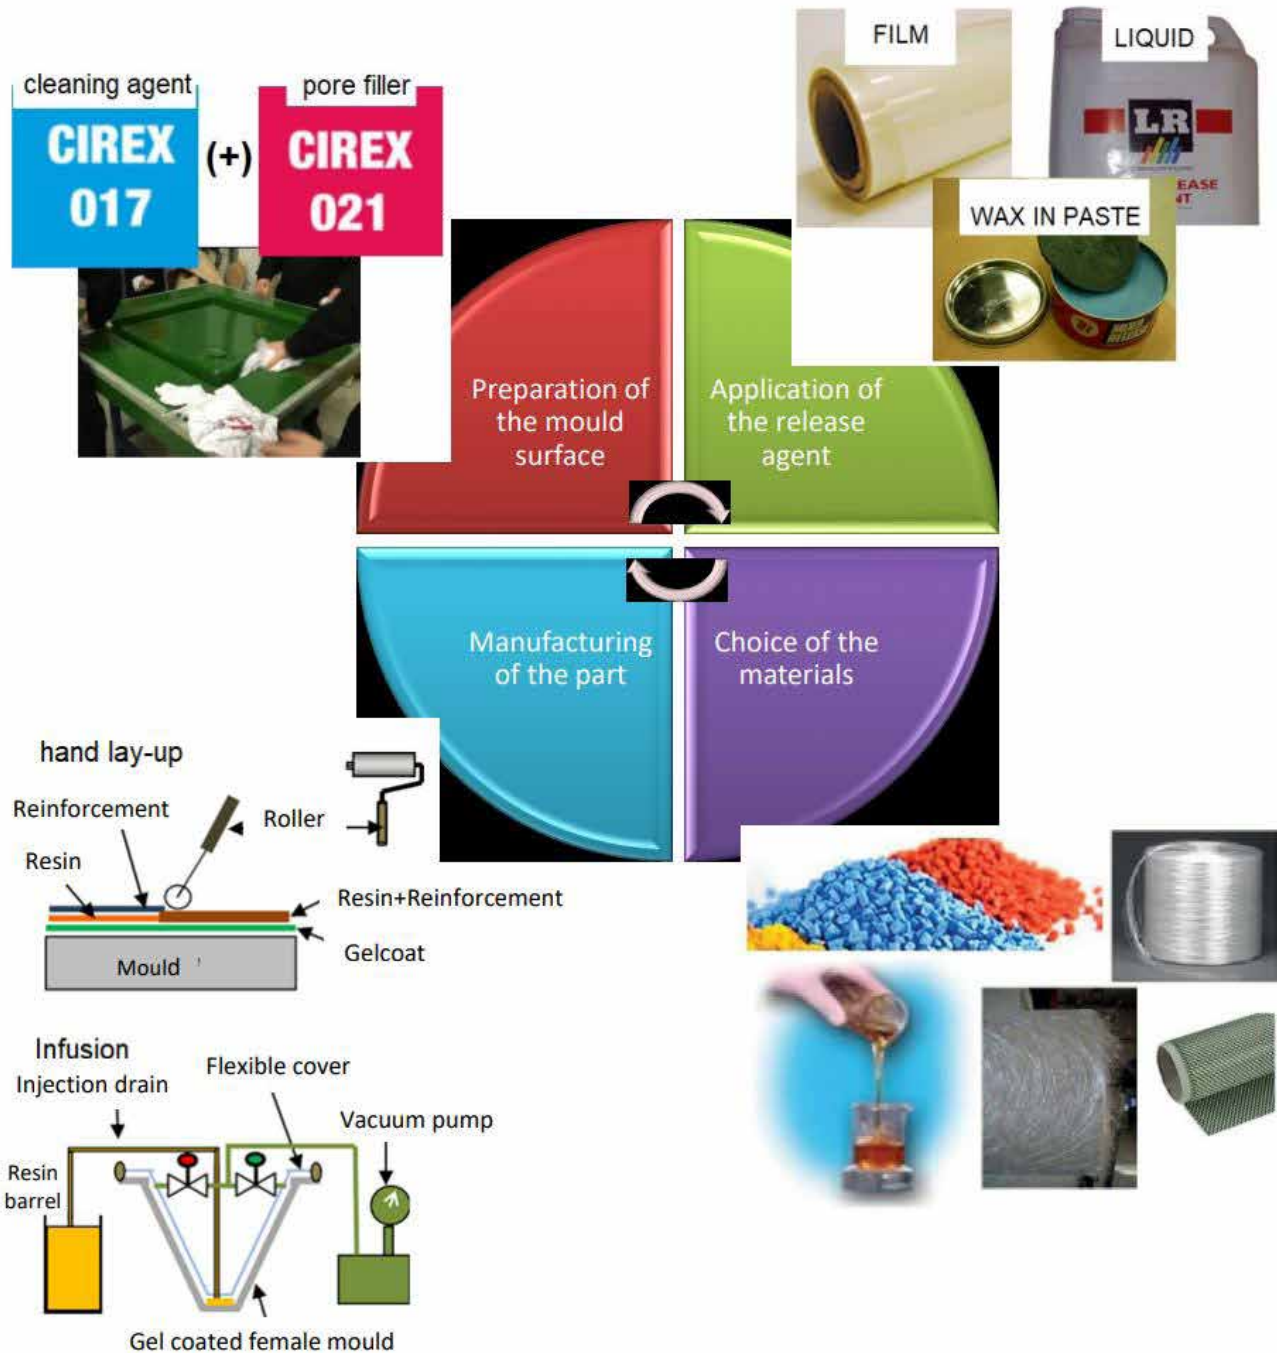 cleaning agent
CIREX
017
(+)
pore filler
CIREX
021
FILM
LIQUID
LR
EASE
NT
WAX IN PASTE
Preparation of
the mould
surface
Application of
the release
agent
Manufacturing
of the part
Choice of the
materials
hand lay-up
Reinforcement
Roller
Resin
Resin+Reinforcement
Gelcoat
Mould
Infusion
Injection drain
Flexible cover
Vacuum pump
Resin
barrel
Gel coated female mould